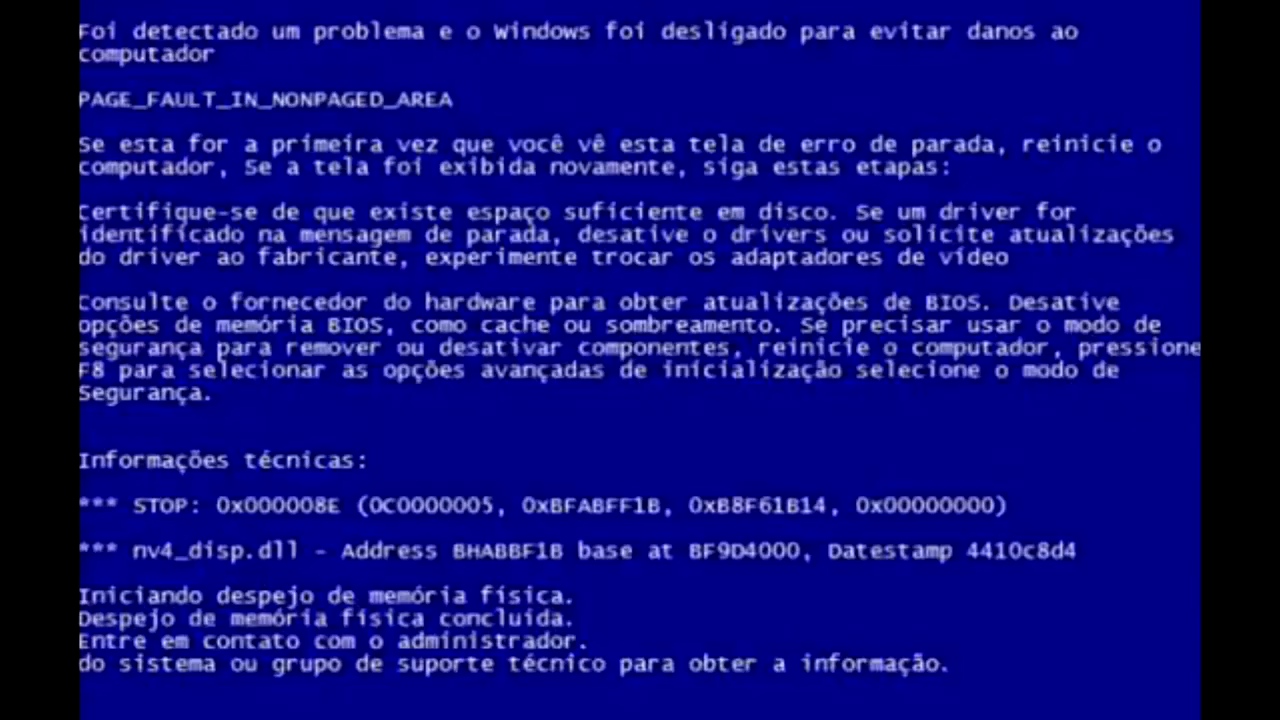 Foi detectado um problema e o Windows foi desligado para evitar danos ao
computador
PAGE_FAULT_IN_NONPAGED_AREA
Se esta for a primeira vez que você vê esta tela de erro de parada, reinicie o
computador, Se a tela foi exibida novamente, siga estas etapas:
Certifique-se de que existe espaço suficiente em disco. Se um driver for
identificado na mensagem de parada, desative o drivers ou solicite atualizações
do driver ao fabricante, experimente trocar os adaptadores de vídeo
Consulte o fornecedor do hardware para obter atualizações de BIOS. Desative
opções de memória BIOS, como cache ou sombreamento. Se precisar usar o modo de
segurança para remover ou desativar componentes, reinicie o computador, pressione
F8 para selecionar as opções avançadas de inicialização selecione o modo de
Segurança.
Informações técnicas:
*** STOP: 0x000008E (0C0000005, 0xBFABFF1B, 0xB8F61B14, 0x00000000)
*** nv4_disp.dll - Address BHABBF1B base at BF9D4000, Datestamp 4410c8d4
Iniciando despejo de memória física.
Despejo de memória física concluída.
Entre em contato com o administrador.
do sistema ou grupo de suporte técnico para obter a informação.